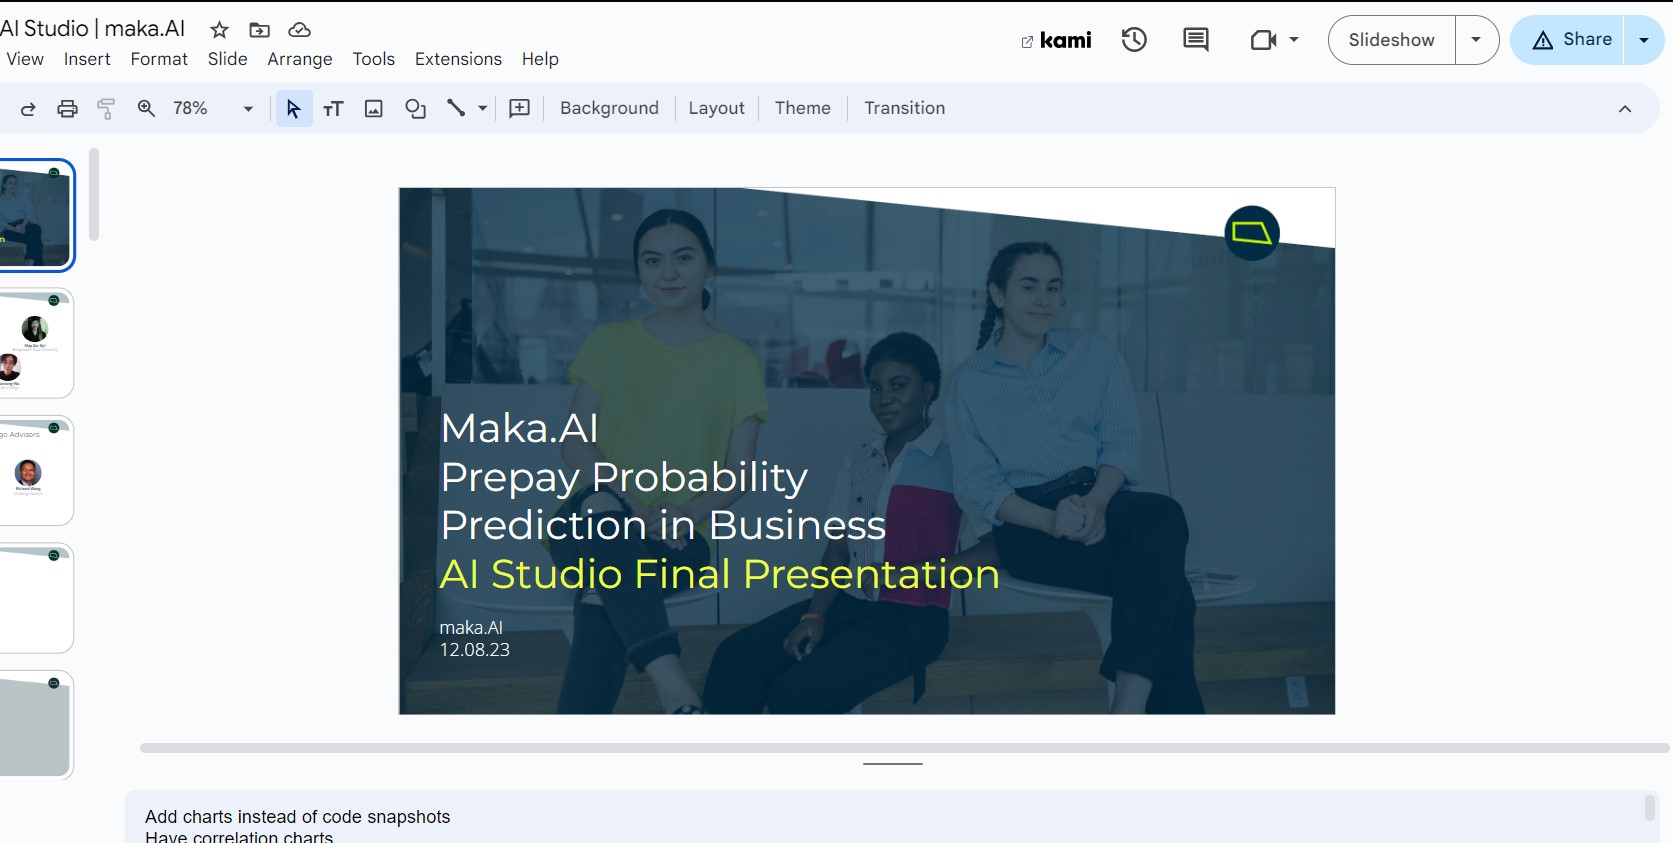 AI Studio | maka.AI
View Insert Format Slide Arrange Tools Extensions Help
kami
Slideshow
Share
78%
Background
Layout
Theme
Transition
Maka.AI
Prepay Probability
Prediction in Business
AI Studio Final Presentation
maka.AI
12.08.23
Advisors
Richard Wang
Add charts instead of code snapshots
Have correlation charts